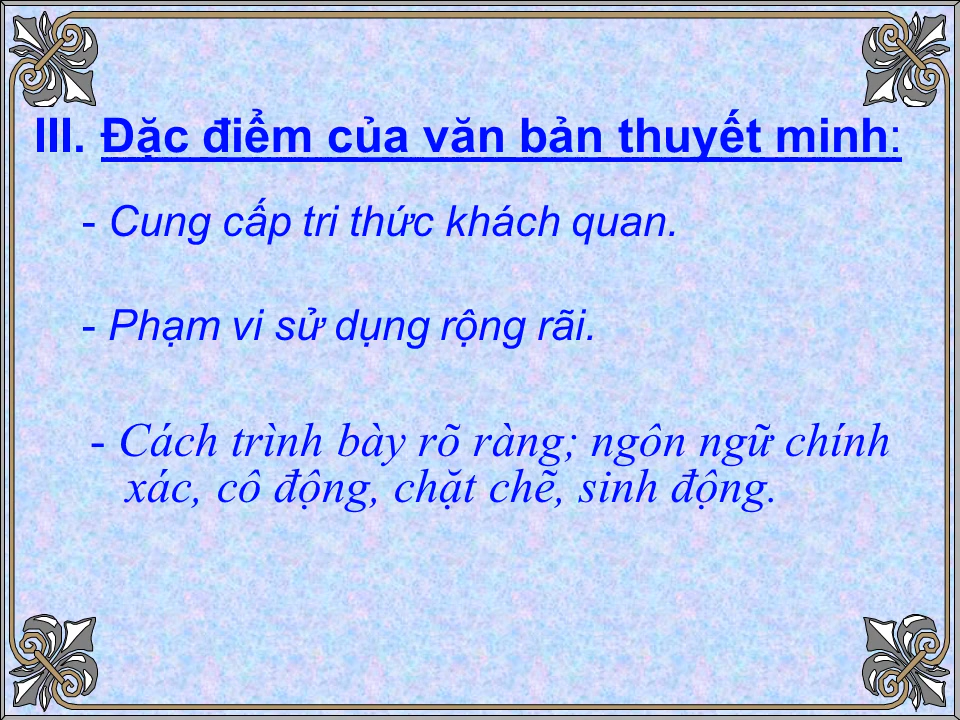 III. Đặc điểm của văn bản thuyết minh:
- Cung cấp tri thức khách quan.
- Phạm vi sử dụng rộng rãi.
- Cách trình bày rõ ràng; ngôn ngữ chính
xác, cô động, chặt chẽ, sinh động.